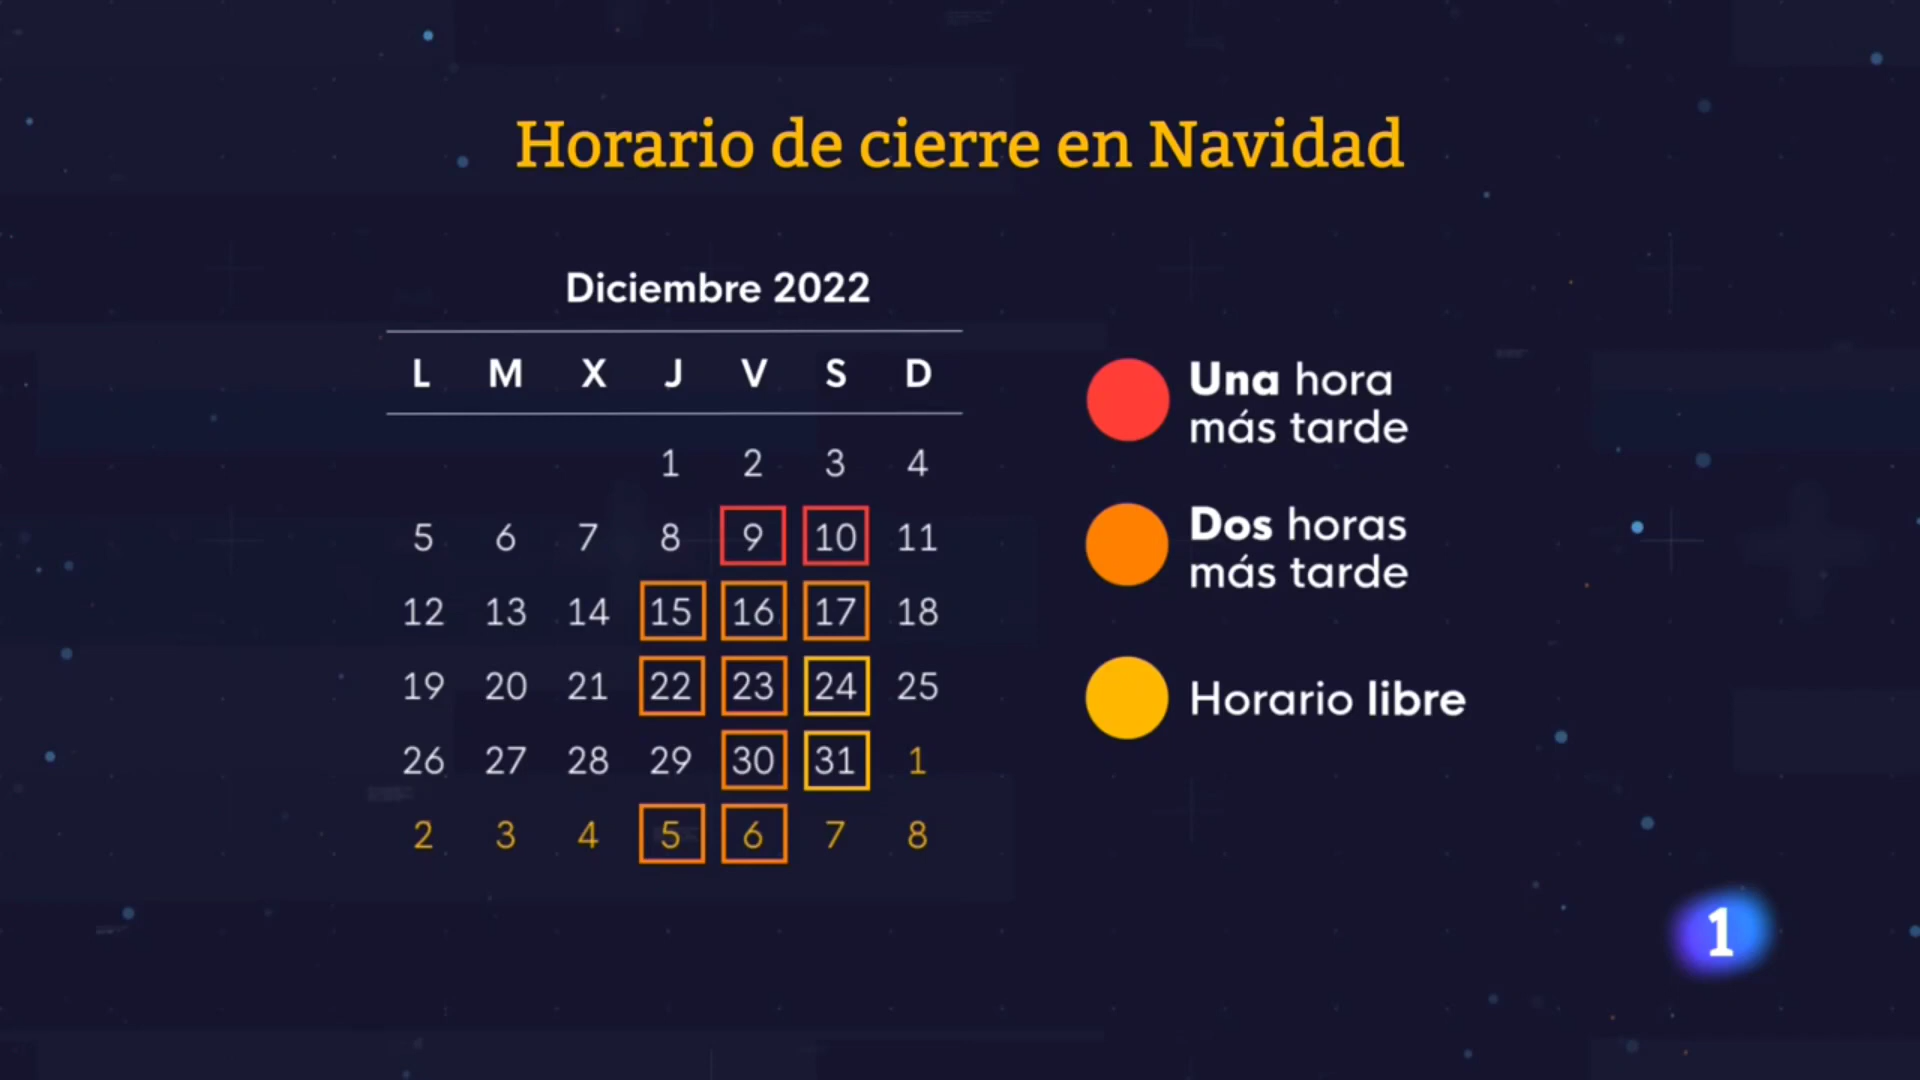 Horario de cierre en Navidad
Diciembre 2022
L M X J V S D
1 2 3 4
5 6 7 8 9 10 11
12 13 14 15 16 17 18
19 20 21 22 23 24 25
26 27 28 29 30 31 1
2 3 4 5 6 7 8
Una hora
más tarde
Dos horas
más tarde
Horario libre
1